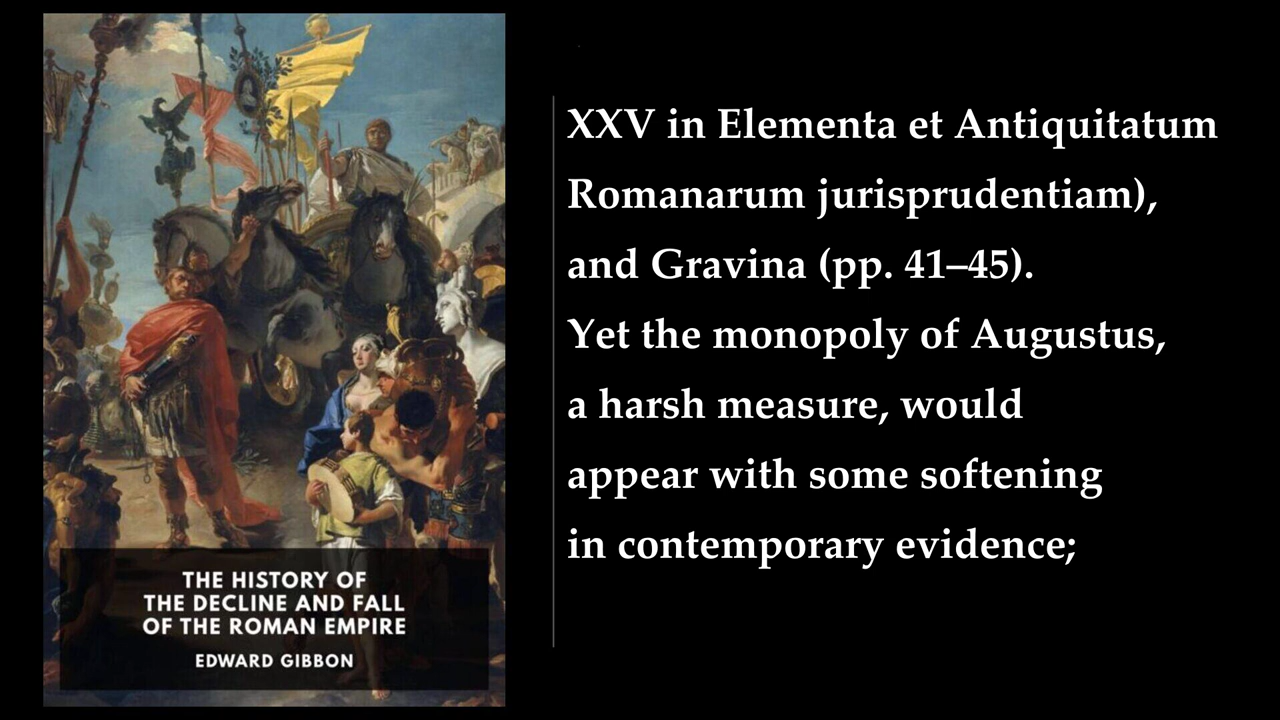 XXV in Elementa et Antiquitatum
Romanarum jurisprudentiam),
and Gravina (pp. 41–45).
Yet the monopoly of Augustus,
a harsh measure, would
appear with some softening
in contemporary evidence;
THE HISTORY OF
THE DECLINE AND FALL
OF THE ROMAN EMPIRE
EDWARD GIBBON